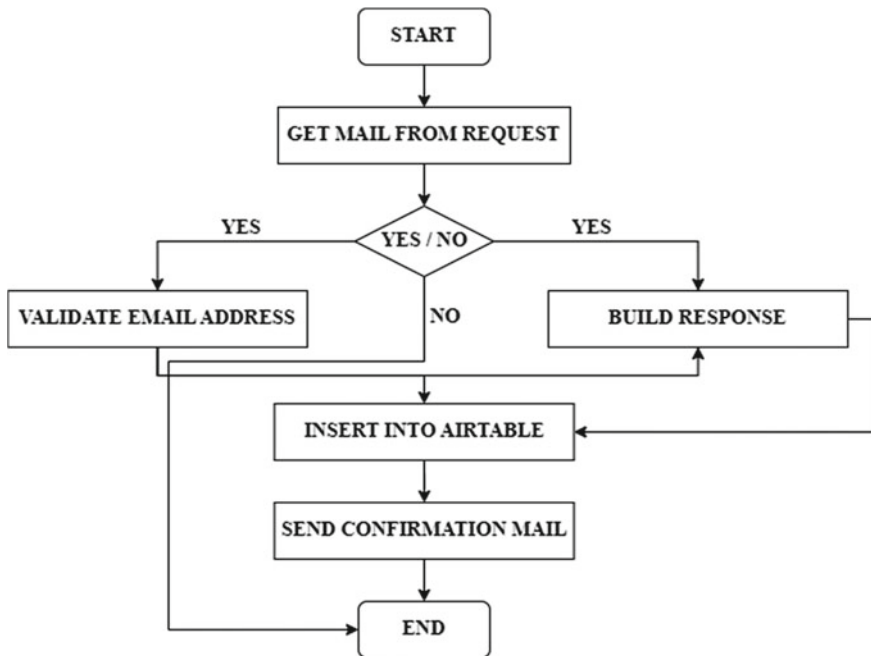 START
GET MAIL FROM REQUEST
YES
YES / NO
YES
VALIDATE EMAIL ADDRESS
NO
BUILD RESPONSE
INSERT INTO AIRTABLE
SEND CONFIRMATION MAIL
END